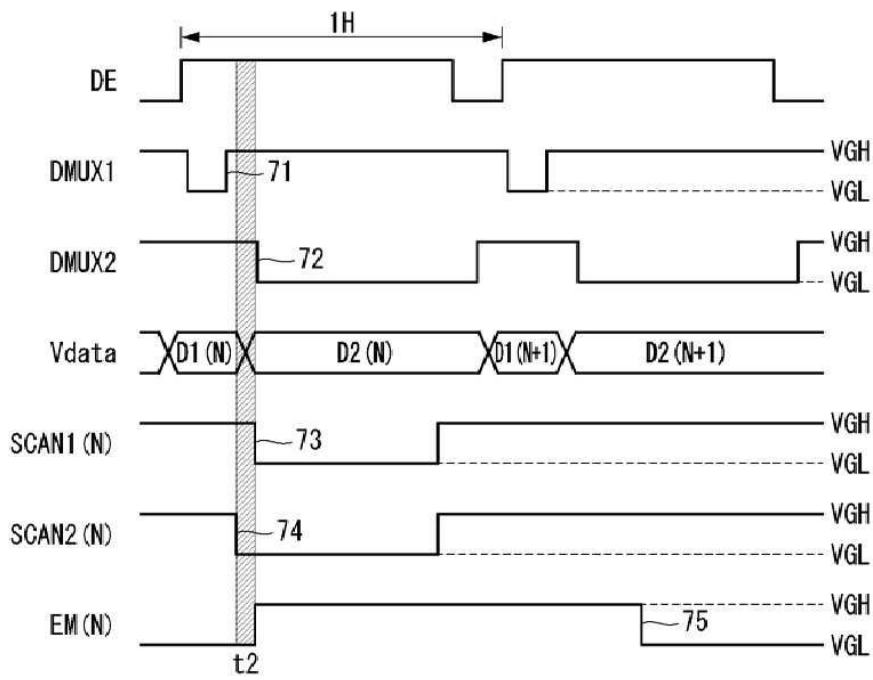 1H
DE
DMUX1
71
VGH
VGL
DMUX2
72
VGH
VGL
Vdata
D1(N)
D2(N)
D1(N+1)
D2(N+1)
SCAN1(N)
73
VGH
VGL
SCAN2(N)
74
VGH
VGL
EM(N)
75
VGH
VGL
t2